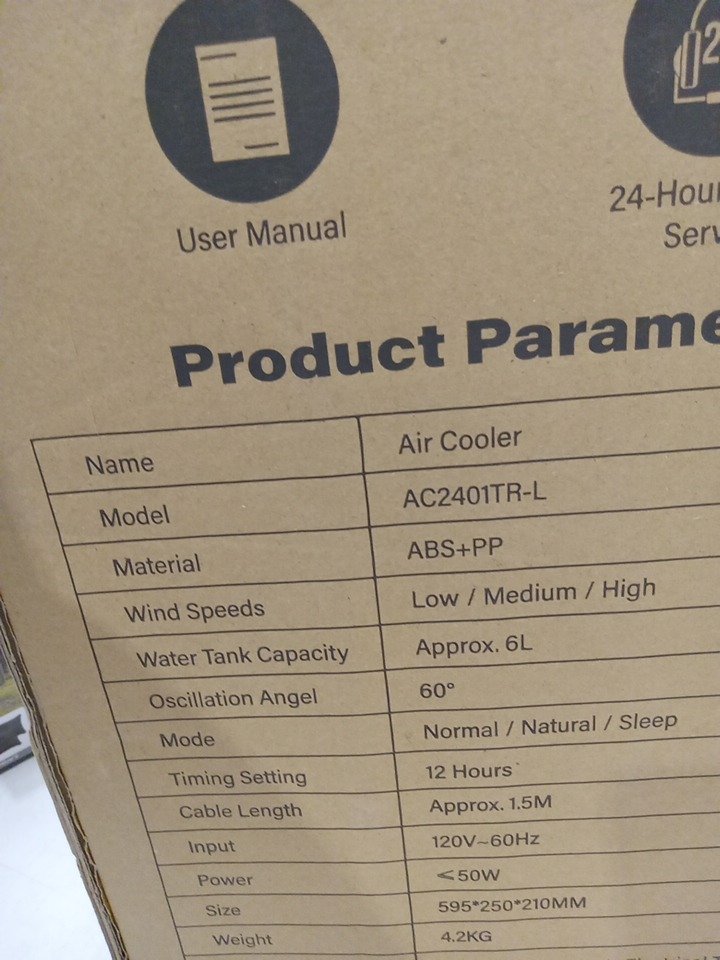 User Manual
24-Hour
Product
Name Air Cooler
Model AC2401TR-L
Material ABS+PP
Wind Speeds Low / Medium / High
Water Tank Capacity Approx. 6L
Oscillation Angel 60°
Mode Normal / Natural / Sleep
Timing Setting 12 Hours
Cable Length Approx. 1.5M
Input 120V~60Hz
Power ≤50W
Size 595*250*210MM
Weight 4.2KG